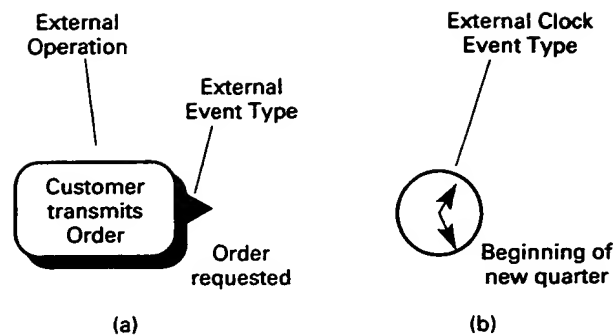 External
Operation
External
Event Type
Customer
transmits
Order
Order
requested
(a)
External Clock
Event Type
Beginning of
new quarter
(b)